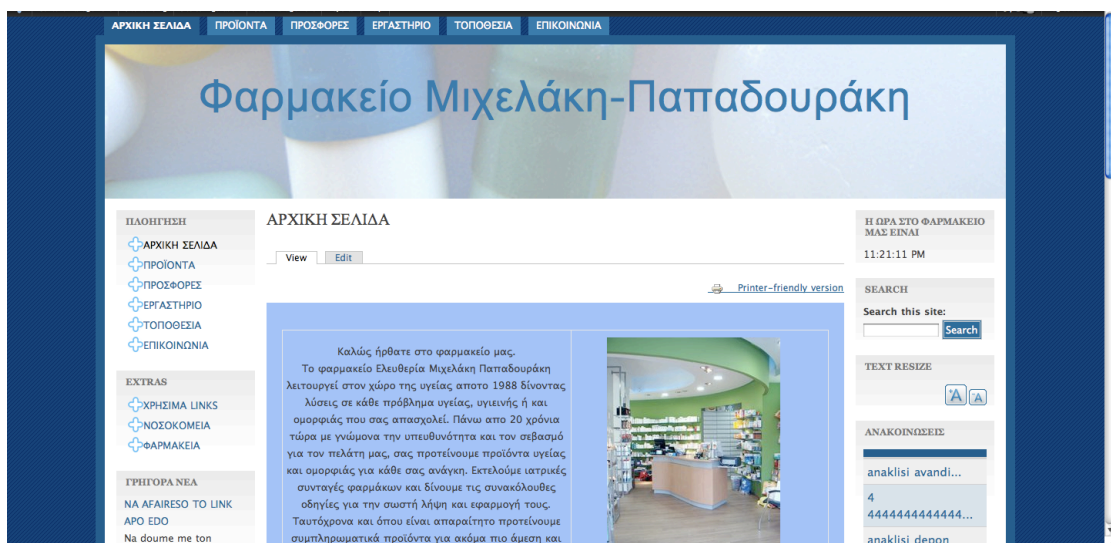 ΑΡΧΙΚΗ ΣΕΛΙΔΑ ΠΡΟΪΟΝΤΑ ΠΡΟΣΦΟΡΕΣ ΕΡΓΑΣΤΗΡΙΟ ΤΟΠΟΘΕΣΙΑ ΕΠΙΚΟΙΝΩΝΙΑ
Φαρμακείο Μιχελάκη-Παπαδουράκη
ΠΛΟΗΓΗΣΗ
ΑΡΧΙΚΗ ΣΕΛΙΔΑ
ΠΡΟΪΟΝΤΑ
ΠΡΟΣΦΟΡΕΣ
ΕΡΓΑΣΤΗΡΙΟ
ΤΟΠΟΘΕΣΙΑ
ΕΠΙΚΟΙΝΩΝΙΑ
EXTRAS
ΧΡΗΣΙΜΑ LINKS
ΝΟΣΟΚΟΜΕΙΑ
ΦΑΡΜΑΚΕΙΑ
ΓΡΗΓΟΡΑ ΝΕΑ
NA AFAIRESO TO LINK
APO EDO
Na doume me ton
ΑΡΧΙΚΗ ΣΕΛΙΔΑ
View Edit
Printer-friendly version
Καλώς ήρθατε στο φαρμακείο μας.
Το φαρμακείο Ελευθερία Μιχελάκη Παπαδουράκη
λειτουργεί στον χώρο της υγείας αποτο 1988 δίνοντας
λύσεις, σε κάθε πρόβλημα υγείας, υγιεινής ή και
ομορφιάς που σας απασχολεί. Πάνω απο 20 χρόνια
τώρα με γνώμονα την υπευθυνότητα και τον σεβασμό
για τον πελάτη μας, σας προτείνουμε προϊόντα υγείας
και ομορφιάς για κάθε σας ανάγκη. Εκτελούμε ιατρικές
συνταγές φαρμάκων και δίνουμε τις συνακόλουθες
οδηγίες για την σωστή λήψη και εφαρμογή τους.
Ταυτόχρονα και όπου είναι απαραίτητο προτείνουμε
συμπληρωματικά προϊόντα για ακόμα πιο άμεση και
Η ΩΡΑ ΣΤΟ ΦΑΡΜΑΚΕΙΟ
ΜΑΣ ΕΙΝΑΙ
11:21:11 PM
SEARCH
Search this site:
Search
TEXT RESIZE
A A
ΑΝΑΚΟΙΝΩΣΕΙΣ
anaklisi avandi...
4
4444444444444...
anaklisi depon